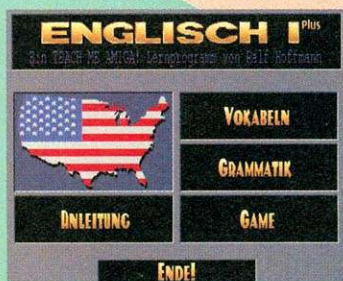 ENGLISCH I Plus
Ein TEACH ME AMIGA! Lernprogramm von Ralf Hoffmann
VOKABELN
GRAMMATIK
ANLEITUNG
GAME
ENDE!